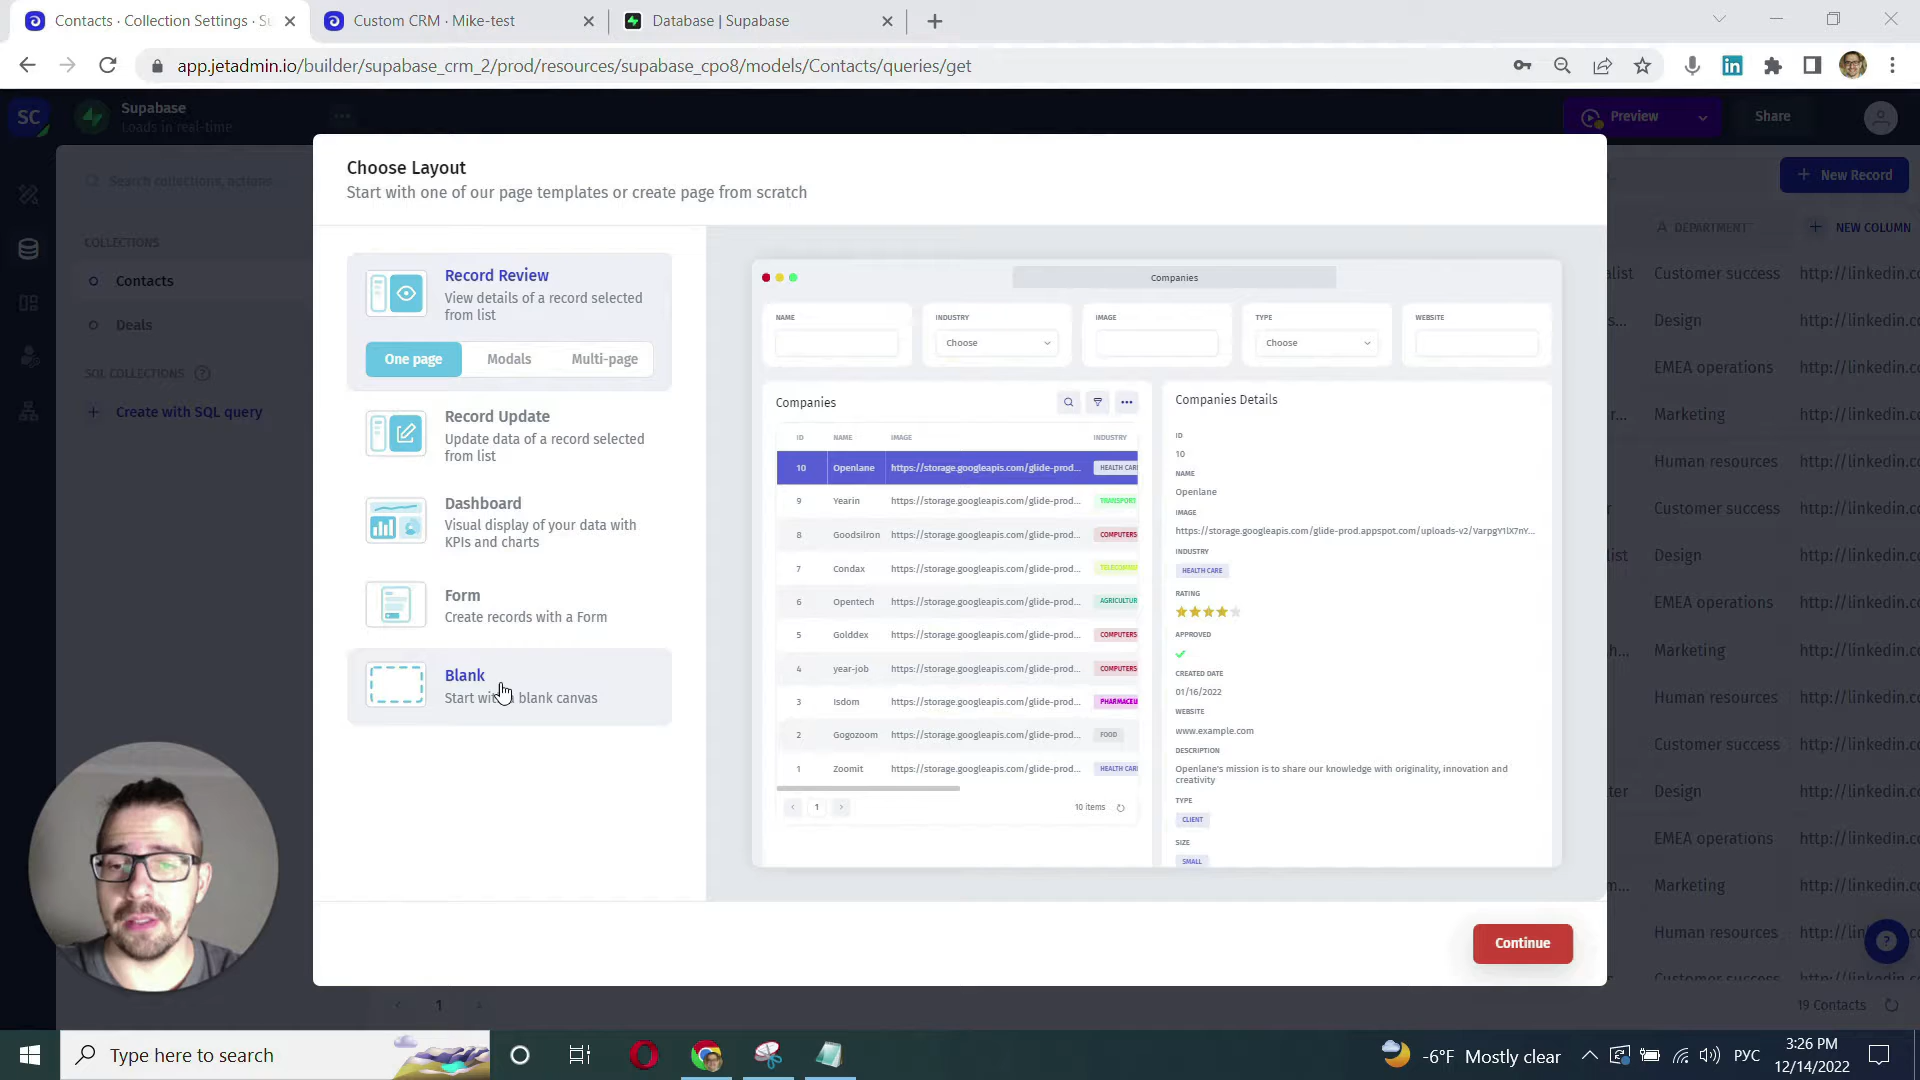 Contacts · Collection Settings · Su
Custom CRM · Mike-test
Database | Supabase
app.jetadmin.io/builder/supabase_crm_2/prod/resources/supabase_cpo8/models/Contacts/queries/get
SC
Supabase
Loads in real-time
Preview
Share
Search collections, actions
New Record
COLLECTIONS
Contacts
Deals
SQL COLLECTIONS
Create with SQL query
Choose Layout
Start with one of our page templates or create page from scratch
Record Review
View details of a record selected
from list
One page
Modals
Multi-page
Record Update
Update data of a record selected
from list
Dashboard
Visual display of your data with
KPIs and charts
Form
Create records with a Form
Blank
Start with blank canvas
Companies
NAME
INDUSTRY
IMAGE
TYPE
WEBSITE
Choose
Choose
Companies
ID NAME IMAGE INDUSTRY
10 Openlane https://storage.googleapis.com/glide-prod... HEALTH CARE
9 Yearin https://storage.googleapis.com/glide-prod... TRANSPORT
8 Goodsilron https://storage.googleapis.com/glide-prod... COMPUTERS
7 Condax https://storage.googleapis.com/glide-prod...
6 Opentech https://storage.googleapis.com/glide-prod... AGRICULTUR
5 Golddex https://storage.googleapis.com/glide-prod... COMPUTERS
4 year-job https://storage.googleapis.com/glide-prod... COMPUTERS
3 Isdom https://storage.googleapis.com/glide-prod... PHARMACEU
2 Gogozoom https://storage.googleapis.com/glide-prod... FOOD
1 Zoomit https://storage.googleapis.com/glide-prod... HEALTH CAR
1
10 items
Companies Details
ID
10
NAME
Openlane
IMAGE
https://storage.googleapis.com/glide-prod.appspot.com/uploads-v2/VarpgY1lX7nY...
INDUSTRY
HEALTH CARE
RATING
APPROVED
CREATED DATE
01/16/2022
WEBSITE
www.example.com
DESCRIPTION
Openlane's mission is to share our knowledge with originality, innovation and
creativity
TYPE
CLIENT
SIZE
SMALL
Continue
DEPARTMENT
NEW COLUMN
alist Customer success http://linkedin.c
s... Design http://linkedin.c
EMEA operations http://linkedin.c
r... Marketing http://linkedin.c
Human resources http://linkedin.c
Customer success http://linkedin.c
list Design http://linkedin.c
EMEA operations http://linkedin.c
h... Marketing http://linkedin.c
Human resources http://linkedin.c
Customer success http://linkedin.c
ter Design http://linkedin.c
EMEA operations http://linkedin.c
m... Marketing http://linkedin.c
Human resources http://linkedin.c
Customer success http://linkedin.c
1
19 Contacts
Type here to search
-6°F Mostly clear
РУС
3:26 PM
12/14/2022